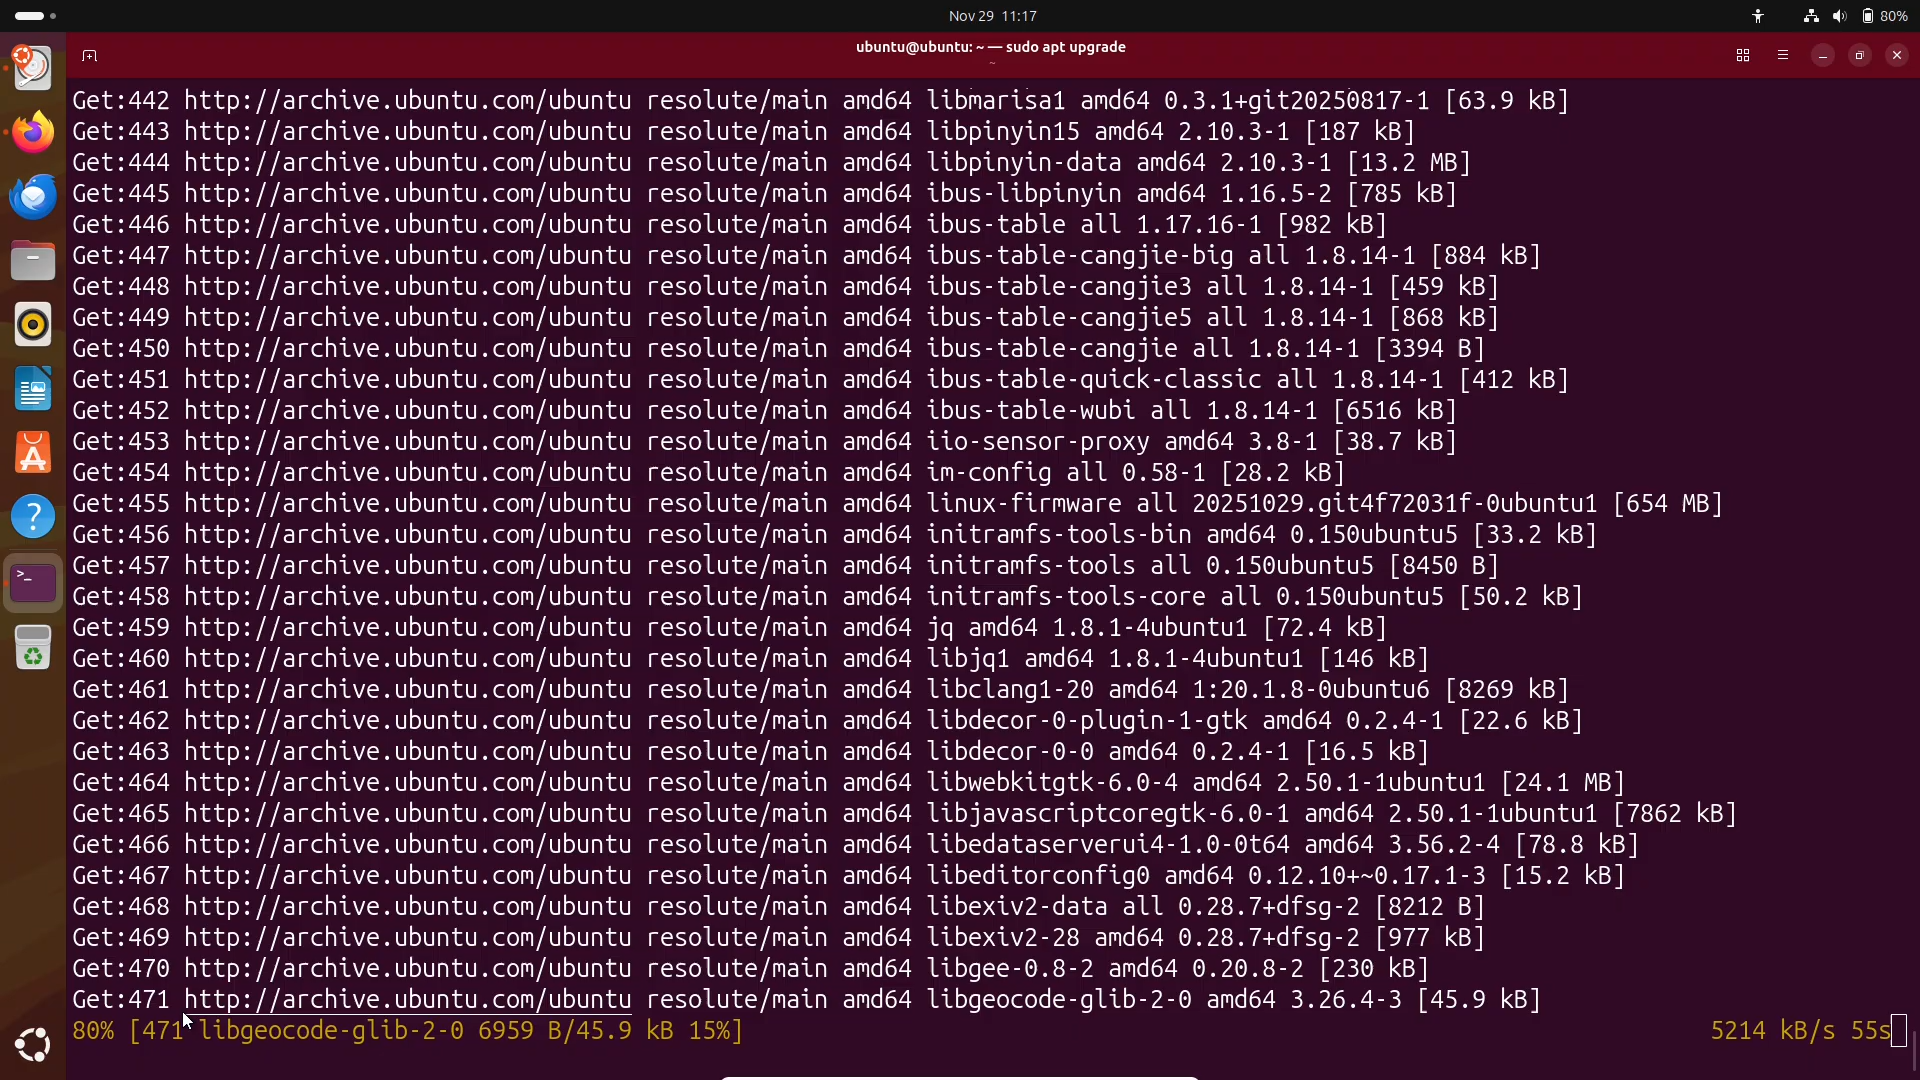 Nov 29 11:17
80%
ubuntu@ubuntu: ~ — sudo apt upgrade
~
Get:442 http://archive.ubuntu.com/ubuntu resolute/main amd64 libmarisa1 amd64 0.3.1+git20250817-1 [63.9 kB]
Get:443 http://archive.ubuntu.com/ubuntu resolute/main amd64 libpinyin15 amd64 2.10.3-1 [187 kB]
Get:444 http://archive.ubuntu.com/ubuntu resolute/main amd64 libpinyin-data amd64 2.10.3-1 [13.2 MB]
Get:445 http://archive.ubuntu.com/ubuntu resolute/main amd64 ibus-libpinyin amd64 1.16.5-2 [785 kB]
Get:446 http://archive.ubuntu.com/ubuntu resolute/main amd64 ibus-table all 1.17.16-1 [982 kB]
Get:447 http://archive.ubuntu.com/ubuntu resolute/main amd64 ibus-table-cangjie-big all 1.8.14-1 [884 kB]
Get:448 http://archive.ubuntu.com/ubuntu resolute/main amd64 ibus-table-cangjie3 all 1.8.14-1 [459 kB]
Get:449 http://archive.ubuntu.com/ubuntu resolute/main amd64 ibus-table-cangjie5 all 1.8.14-1 [868 kB]
Get:450 http://archive.ubuntu.com/ubuntu resolute/main amd64 ibus-table-cangjie all 1.8.14-1 [3394 B]
Get:451 http://archive.ubuntu.com/ubuntu resolute/main amd64 ibus-table-quick-classic all 1.8.14-1 [412 kB]
Get:452 http://archive.ubuntu.com/ubuntu resolute/main amd64 ibus-table-wubi all 1.8.14-1 [6516 kB]
Get:453 http://archive.ubuntu.com/ubuntu resolute/main amd64 iio-sensor-proxy amd64 3.8-1 [38.7 kB]
Get:454 http://archive.ubuntu.com/ubuntu resolute/main amd64 im-config all 0.58-1 [28.2 kB]
Get:455 http://archive.ubuntu.com/ubuntu resolute/main amd64 linux-firmware all 20251029.git4f72031f-0ubuntu1 [654 MB]
Get:456 http://archive.ubuntu.com/ubuntu resolute/main amd64 initramfs-tools-bin amd64 0.150ubuntu5 [33.2 kB]
Get:457 http://archive.ubuntu.com/ubuntu resolute/main amd64 initramfs-tools all 0.150ubuntu5 [8450 B]
Get:458 http://archive.ubuntu.com/ubuntu resolute/main amd64 initramfs-tools-core all 0.150ubuntu5 [50.2 kB]
Get:459 http://archive.ubuntu.com/ubuntu resolute/main amd64 jq amd64 1.8.1-4ubuntu1 [72.4 kB]
Get:460 http://archive.ubuntu.com/ubuntu resolute/main amd64 libjq1 amd64 1.8.1-4ubuntu1 [146 kB]
Get:461 http://archive.ubuntu.com/ubuntu resolute/main amd64 libclang1-20 amd64 1:20.1.8-0ubuntu6 [8269 kB]
Get:462 http://archive.ubuntu.com/ubuntu resolute/main amd64 libdecor-0-plugin-1-gtk amd64 0.2.4-1 [22.6 kB]
Get:463 http://archive.ubuntu.com/ubuntu resolute/main amd64 libdecor-0-0 amd64 0.2.4-1 [16.5 kB]
Get:464 http://archive.ubuntu.com/ubuntu resolute/main amd64 libwebkitgtk-6.0-4 amd64 2.50.1-1ubuntu1 [24.1 MB]
Get:465 http://archive.ubuntu.com/ubuntu resolute/main amd64 libjavascriptcoregtk-6.0-1 amd64 2.50.1-1ubuntu1 [7862 kB]
Get:466 http://archive.ubuntu.com/ubuntu resolute/main amd64 libedataserverui4-1.0-0t64 amd64 3.56.2-4 [78.8 kB]
Get:467 http://archive.ubuntu.com/ubuntu resolute/main amd64 libeditorconfig0 amd64 0.12.10+~0.17.1-3 [15.2 kB]
Get:468 http://archive.ubuntu.com/ubuntu resolute/main amd64 libexiv2-data all 0.28.7+dfsg-2 [8212 B]
Get:469 http://archive.ubuntu.com/ubuntu resolute/main amd64 libexiv2-28 amd64 0.28.7+dfsg-2 [977 kB]
Get:470 http://archive.ubuntu.com/ubuntu resolute/main amd64 libgee-0.8-2 amd64 0.20.8-2 [230 kB]
Get:471 http://archive.ubuntu.com/ubuntu resolute/main amd64 libgeocode-glib-2-0 amd64 3.26.4-3 [45.9 kB]
80% [471 libgeocode-glib-2-0 6959 B/45.9 kB 15%] 5214 kB/s 55s